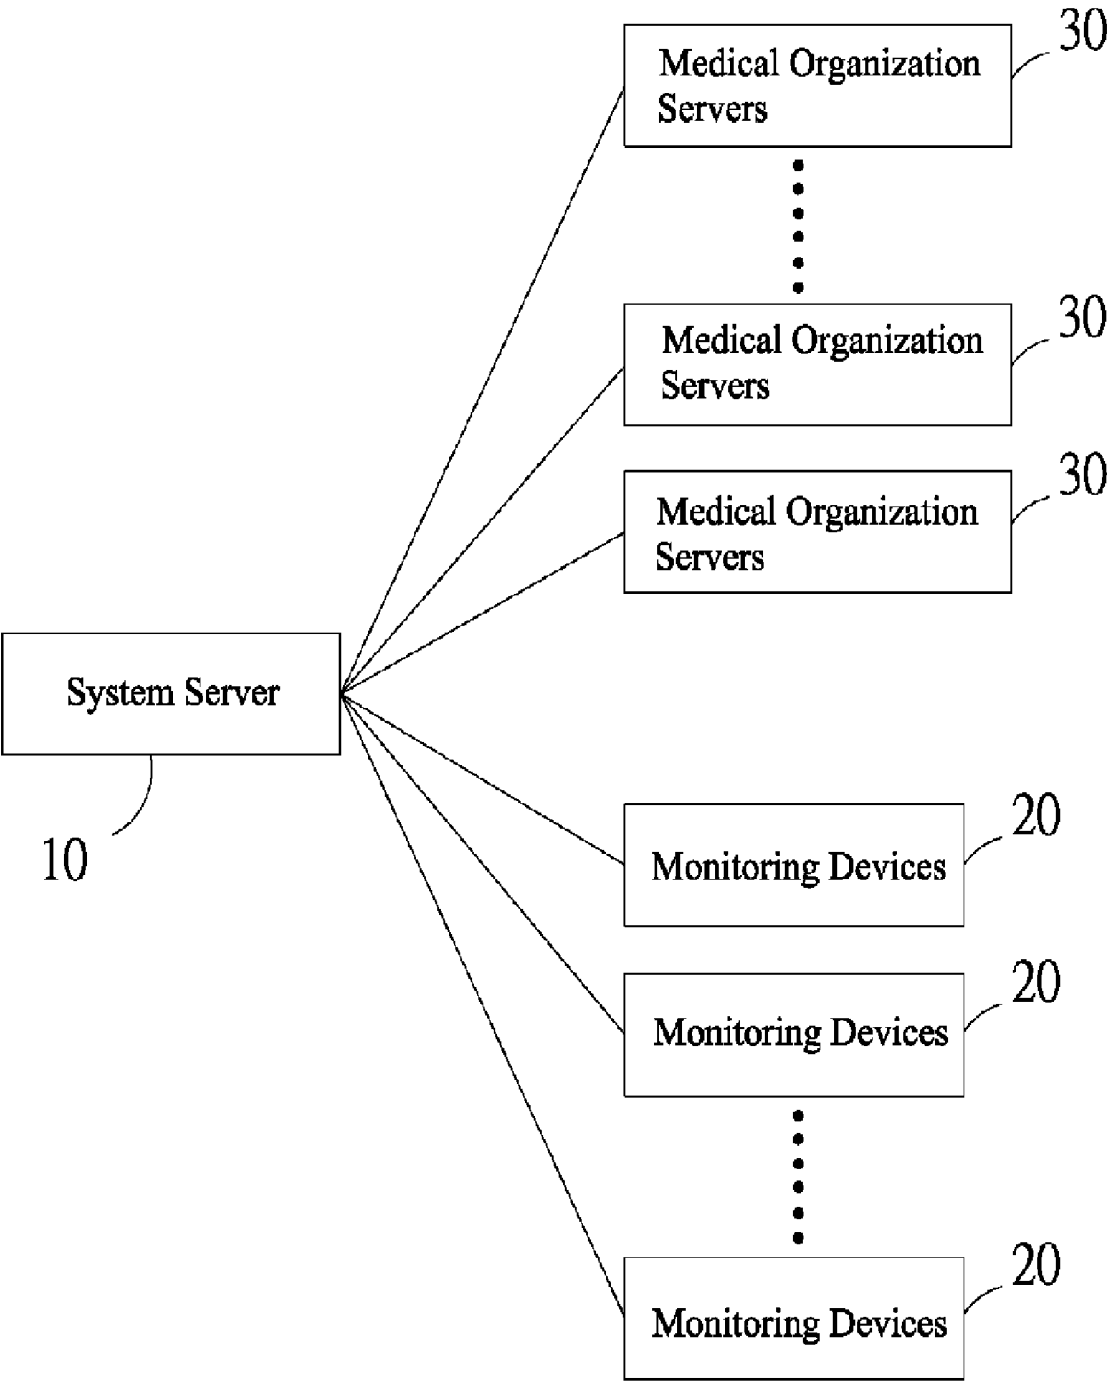 30
Medical Organization
Servers
30
Medical Organization
Servers
30
Medical Organization
Servers
System Server
10
20
Monitoring Devices
20
Monitoring Devices
20
Monitoring Devices